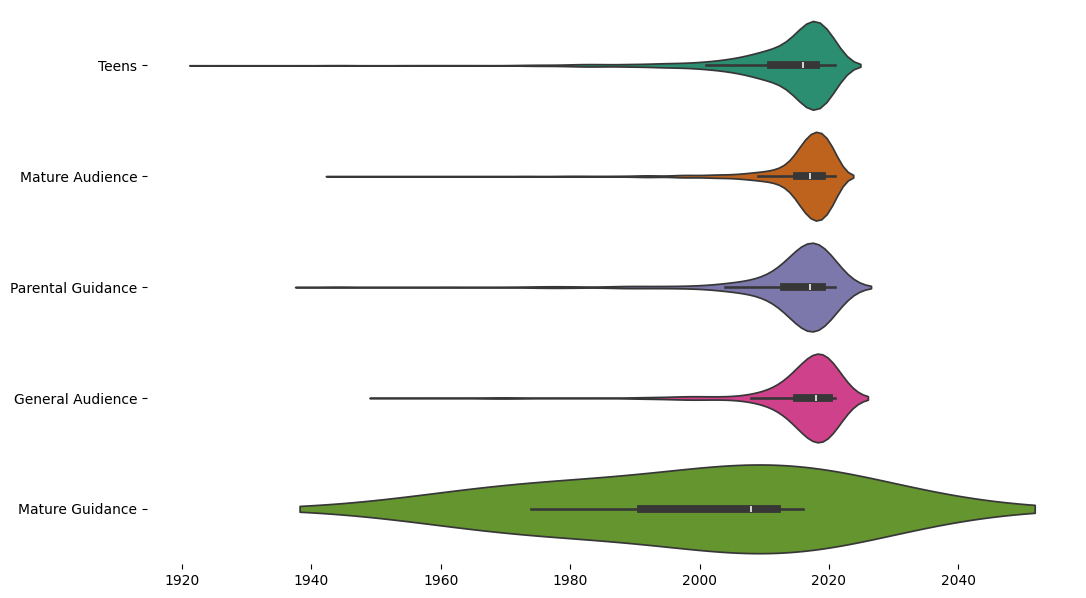 Teens
Mature Audience
Parental Guidance
General Audience
Mature Guidance
1920 1940 1960 1980 2000 2020 2040